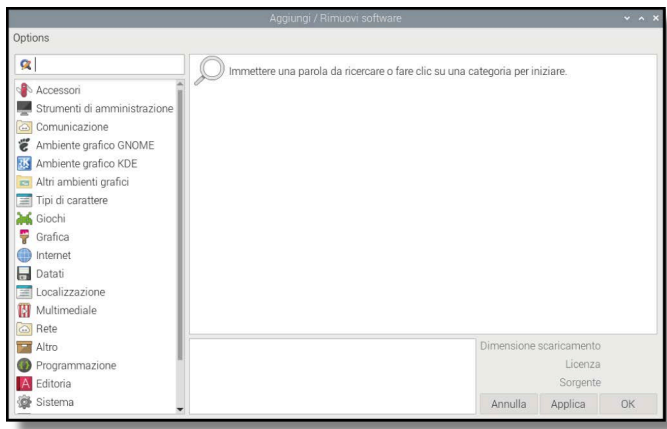 Aggiungi / Rimuovi software
Options
Immettere una parola da ricercare o fare clic su una categoria per iniziare.
Accessori
Strumenti di amministrazione
Comunicazione
Ambiente grafico GNOME
Ambiente grafico KDE
Altri ambienti grafici
Tipi di carattere
Giochi
Grafica
Internet
Datati
Localizzazione
Multimediale
Rete
Altro
Programmazione
Editoria
Sistema
Dimensione scaricamento
Licenza
Sorgente
Annulla Applica OK